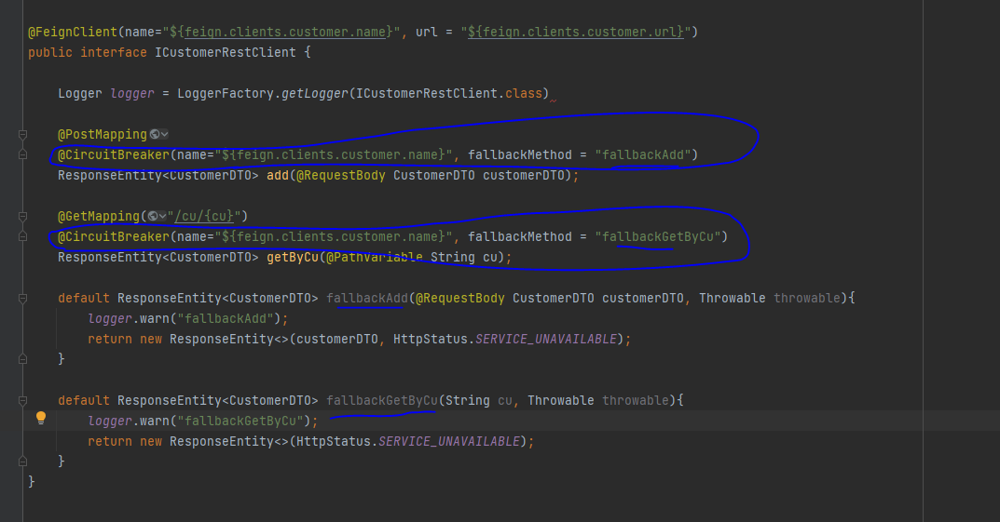 @FeignClient(name="${feign.clients.customer.name}", url = "${feign.clients.customer.url}")
public interface ICustomerRestClient {
Logger logger = LoggerFactory.getLogger(ICustomerRestClient.class)
@PostMapping
@CircuitBreaker(name="${feign.clients.customer.name}", fallbackMethod = "fallbackAdd")
ResponseEntity<CustomerDTO> add(@RequestBody CustomerDTO customerDTO);
@GetMapping("/cu/{cu}")
@CircuitBreaker(name="${feign.clients.customer.name}", fallbackMethod = "fallbackGetByCu")
ResponseEntity<CustomerDTO> getByCu(@PathVariable String cu);
default ResponseEntity<CustomerDTO> fallbackAdd(@RequestBody CustomerDTO customerDTO, Throwable throwable){
logger.warn("fallbackAdd");
return new ResponseEntity<>(customerDTO, HttpStatus.SERVICE_UNAVAILABLE);
}
default ResponseEntity<CustomerDTO> fallbackGetByCu(String cu, Throwable throwable){
logger.warn("fallbackGetByCu");
return new ResponseEntity<>(HttpStatus.SERVICE_UNAVAILABLE);
}
}